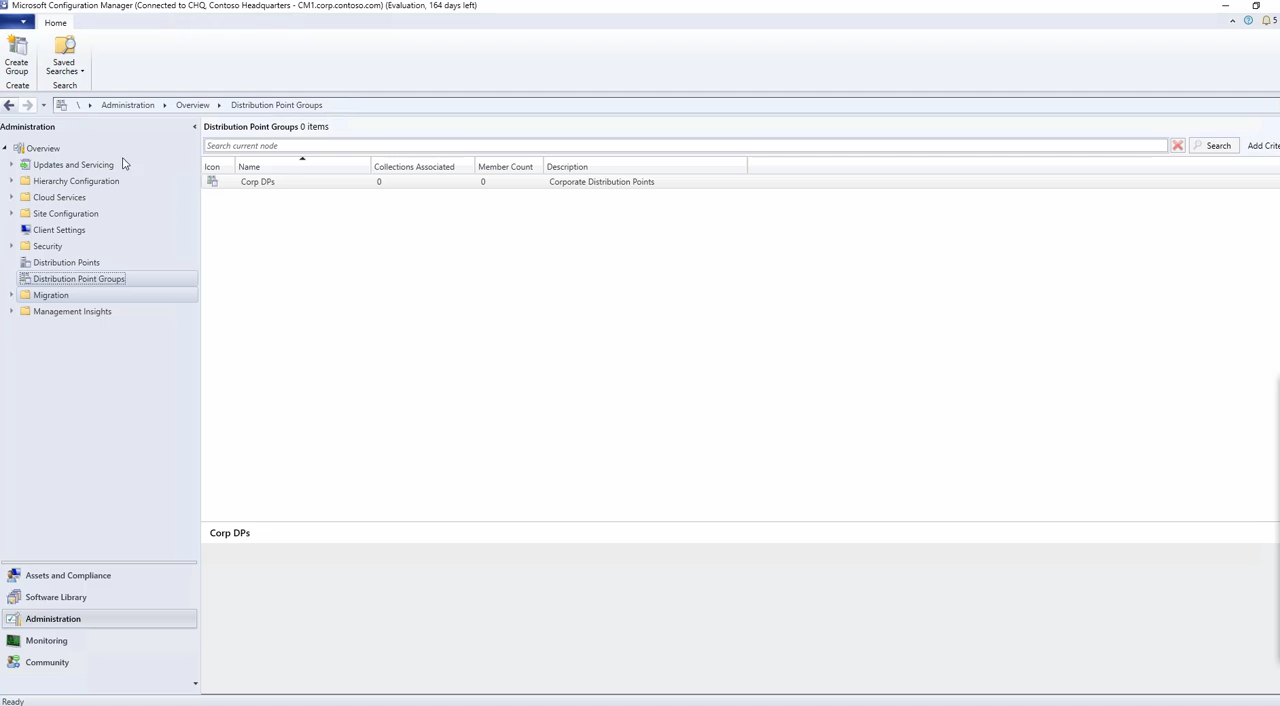 Microsoft Configuration Manager (Connected to CHQ, Contoso Headquarters - CM1.corp.contoso.com) (Evaluation, 164 days left)
Home
5
Create Group
Saved Searches
Create
Search
\ Administration Overview Distribution Point Groups
Administration
Overview
Updates and Servicing
Hierarchy Configuration
Cloud Services
Site Configuration
Client Settings
Security
Distribution Points
Distribution Point Groups
Migration
Management Insights
Distribution Point Groups 0 items
Search current node
Search
Add Crite
Icon Name Collections Associated Member Count Description
Corp DPs 0 0 Corporate Distribution Points
Corp DPs
Assets and Compliance
Software Library
Administration
Monitoring
Community
Ready